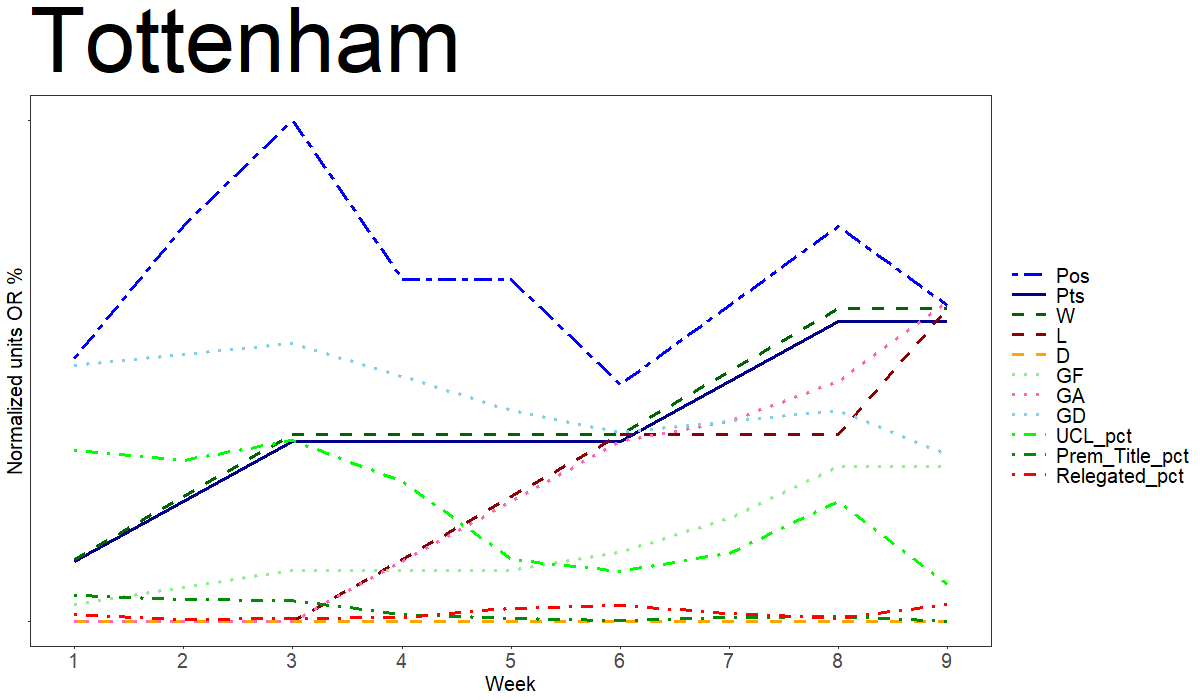 Tottenham
Normalized units OR %
1 2 3 4 5 6 7 8 9
Week
Pos
Pts
W
L
D
GF
GA
GD
UCL_pct
Prem_Title_pct
Relegated_pct